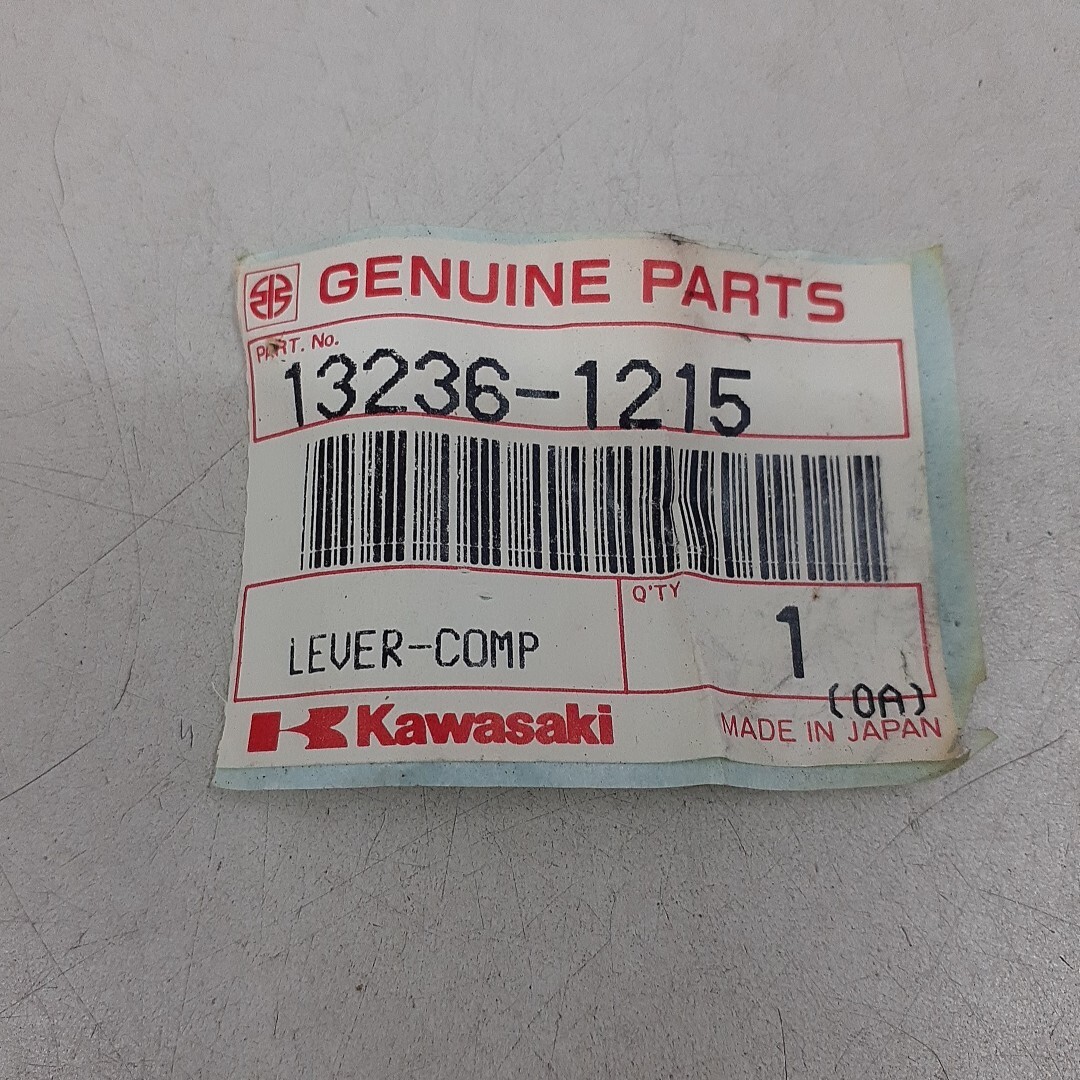 GENUINE PARTS
PART. No.
13236-1215
LEVER-COMP
Q'TY
1
(0A)
Kawasaki
MADE IN JAPAN